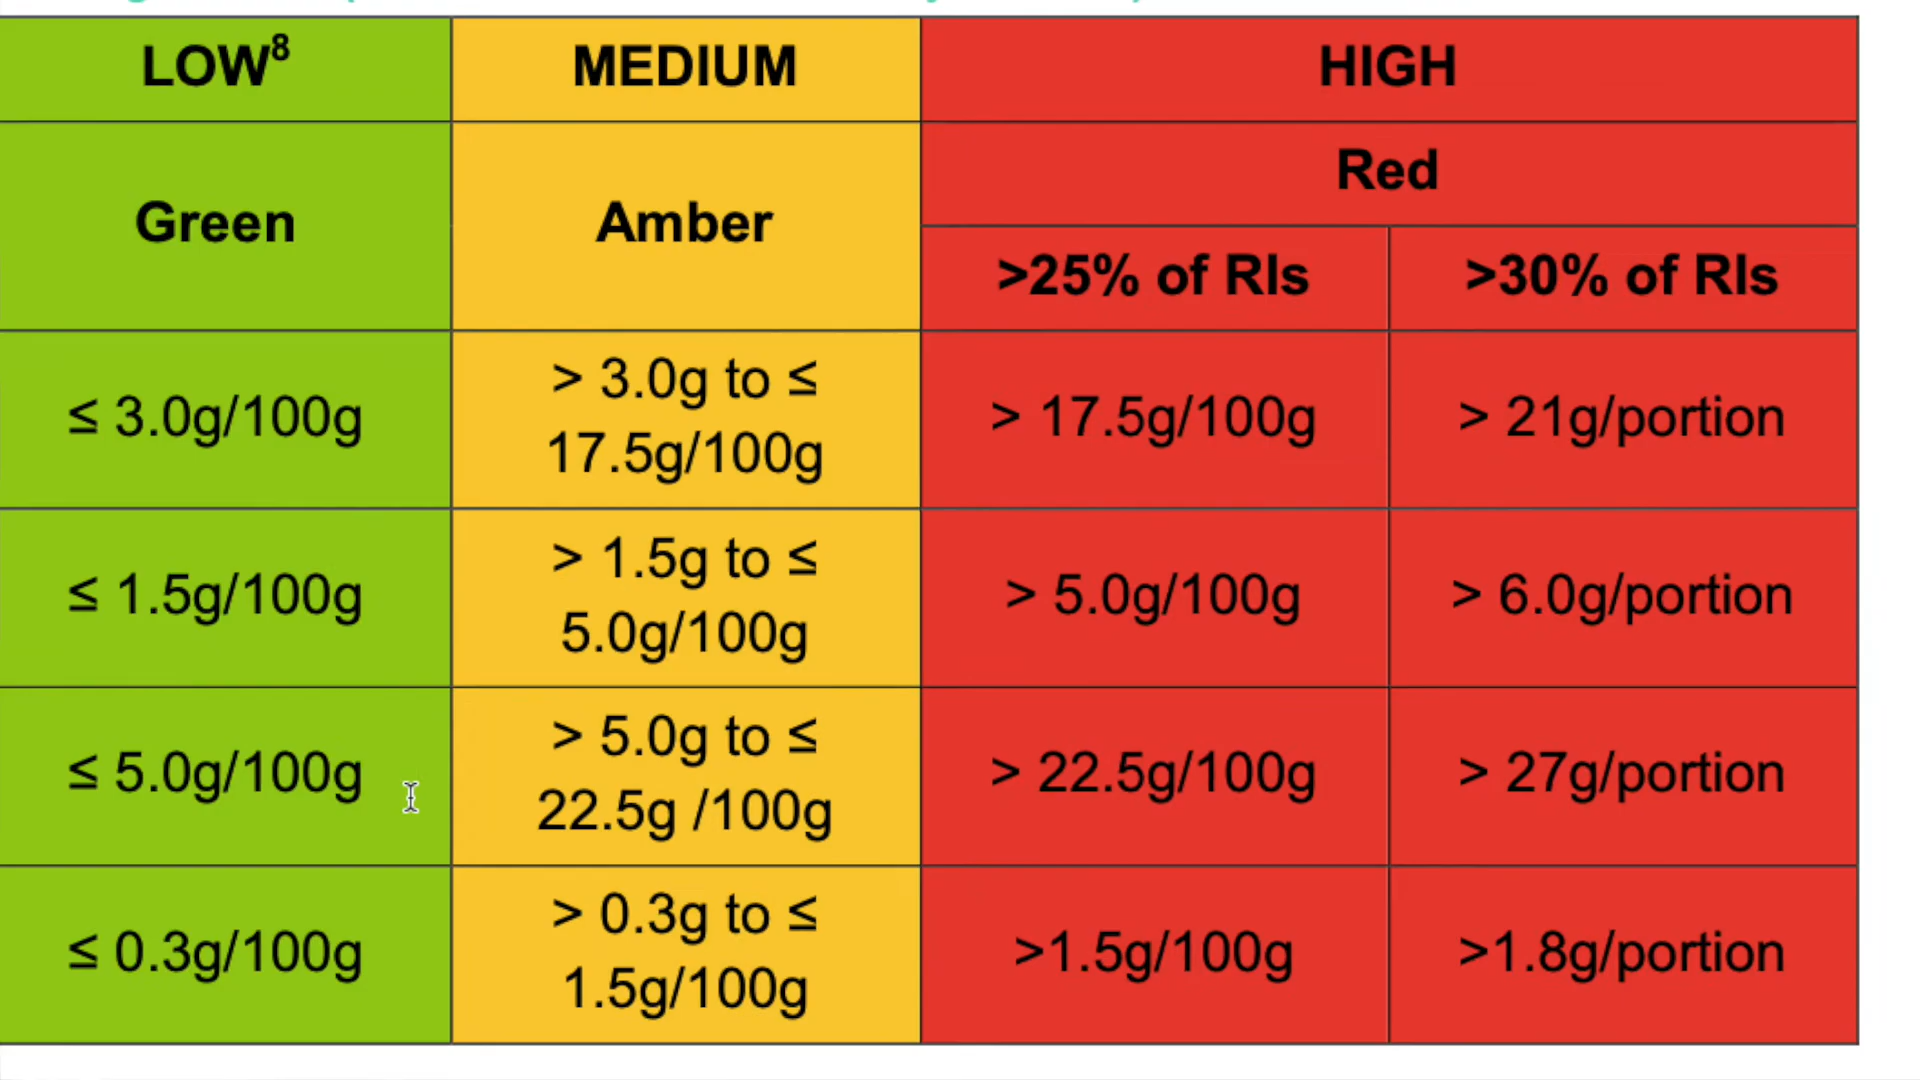 LOW⁸ MEDIUM HIGH
Green Amber Red
>25% of RIs >30% of RIs
≤ 3.0g/100g > 3.0g to ≤ 17.5g/100g > 17.5g/100g > 21g/portion
≤ 1.5g/100g > 1.5g to ≤ 5.0g/100g > 5.0g/100g > 6.0g/portion
≤ 5.0g/100g > 5.0g to ≤ 22.5g /100g > 22.5g/100g > 27g/portion
≤ 0.3g/100g > 0.3g to ≤ 1.5g/100g >1.5g/100g >1.8g/portion